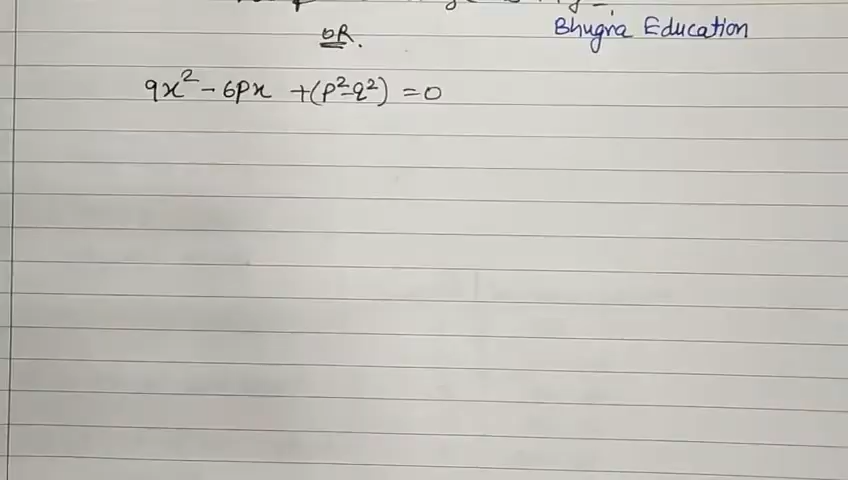 Bhugra Education
OR.
9x² - 6px + (p²-q²) = 0